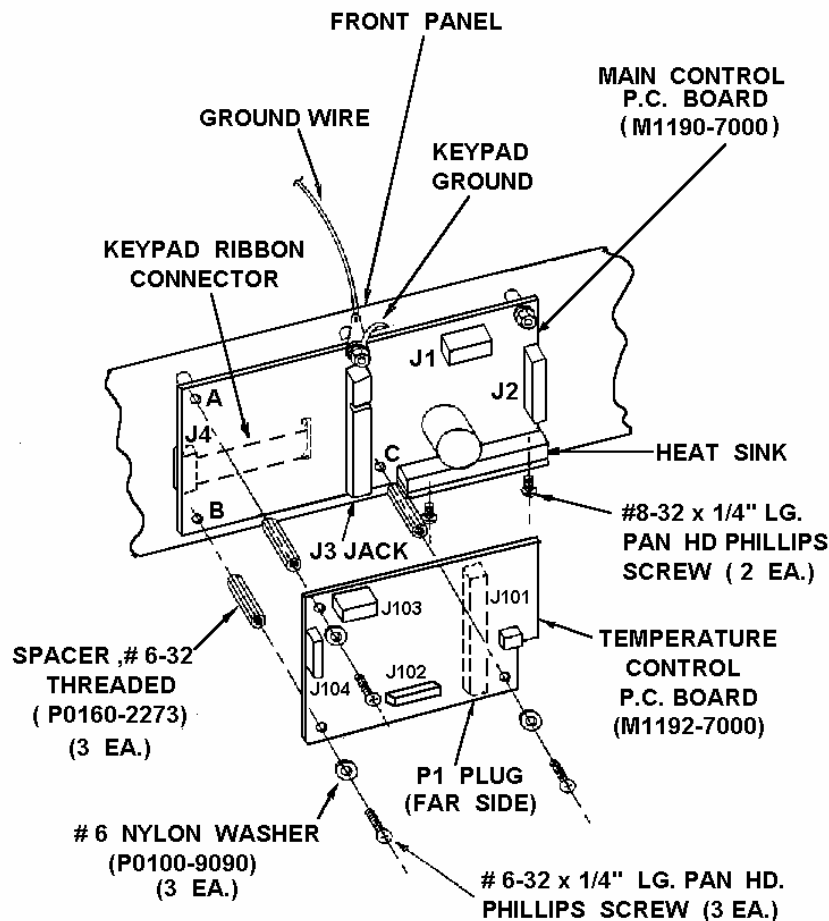 FRONT PANEL
MAIN CONTROL
P.C. BOARD
(M1190-7000)
GROUND WIRE
KEYPAD
GROUND
KEYPAD RIBBON
CONNECTOR
J1
J2
A
J4
C
HEAT SINK
B
#8-32 x 1/4" LG.
PAN HD PHILLIPS
SCREW ( 2 EA.)
J3 JACK
J103
J101
J104
J102
SPACER ,# 6-32
THREADED
( P0160-2273)
(3 EA.)
TEMPERATURE
CONTROL
P.C. BOARD
(M1192-7000)
P1 PLUG
(FAR SIDE)
# 6 NYLON WASHER
(P0100-9090)
(3 EA.)
# 6-32 x 1/4" LG. PAN HD.
PHILLIPS SCREW (3 EA.)